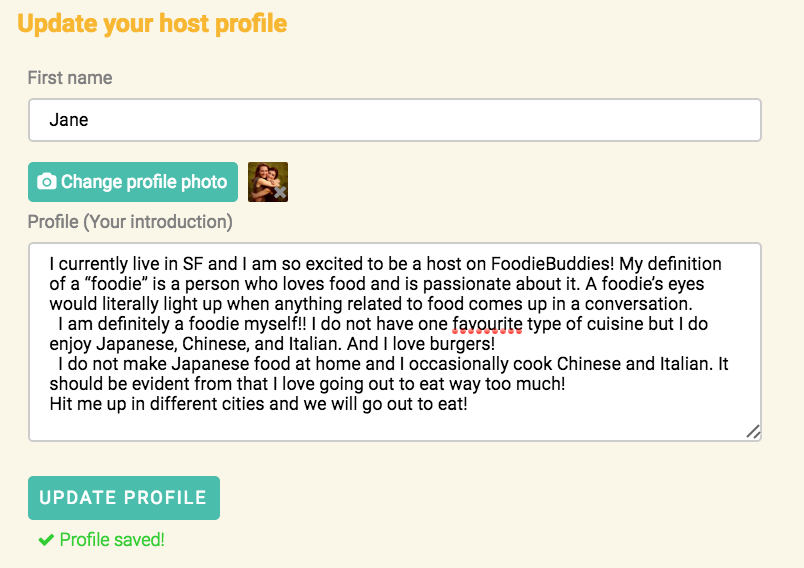 Update your host profile
First name
Jane
Change profile photo
Profile (Your introduction)
I currently live in SF and I am so excited to be a host on FoodieBuddies! My definition
of a “foodie” is a person who loves food and is passionate about it. A foodie’s eyes
would literally light up when anything related to food comes up in a conversation.
I am definitely a foodie myself!! I do not have one favourite type of cuisine but I do
enjoy Japanese, Chinese, and Italian. And I love burgers!
I do not make Japanese food at home and I occasionally cook Chinese and Italian. It
should be evident from that I love going out to eat way too much!
Hit me up in different cities and we will go out to eat!
UPDATE PROFILE
Profile saved!